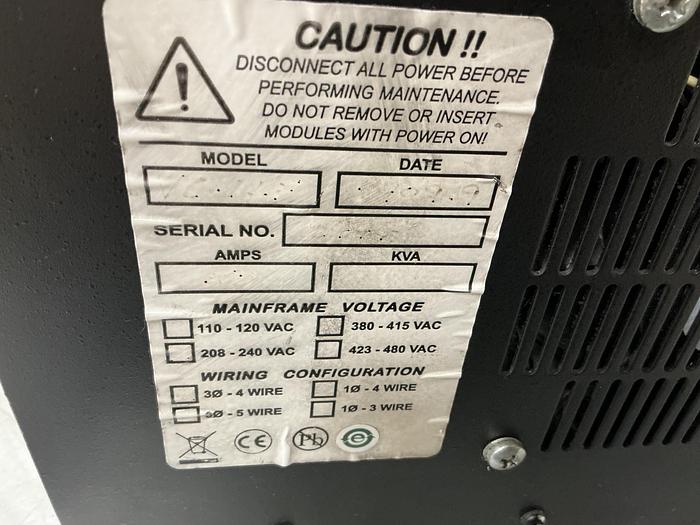 CAUTION !!
DISCONNECT ALL POWER BEFORE
PERFORMING MAINTENANCE.
DO NOT REMOVE OR INSERT
MODULES WITH POWER ON!
MODEL DATE
SERIAL NO.
AMPS KVA
MAINFRAME VOLTAGE
110 - 120 VAC 380 - 415 VAC
208 - 240 VAC 423 - 480 VAC
WIRING CONFIGURATION
3Ø - 4 WIRE 1Ø - 4 WIRE
3Ø - 5 WIRE 1Ø - 3 WIRE
CE Pb e